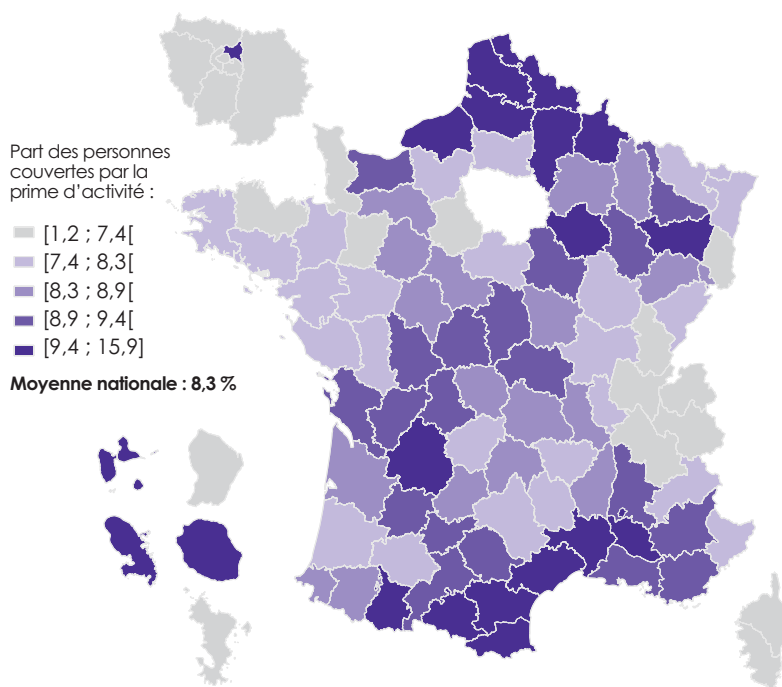 Part des personnes
couvertes par la
prime d’activité :
[1,2 ; 7,4[
[7,4 ; 8,3[
[8,3 ; 8,9[
[8,9 ; 9,4[
[9,4 ; 15,9]
Moyenne nationale : 8,3 %